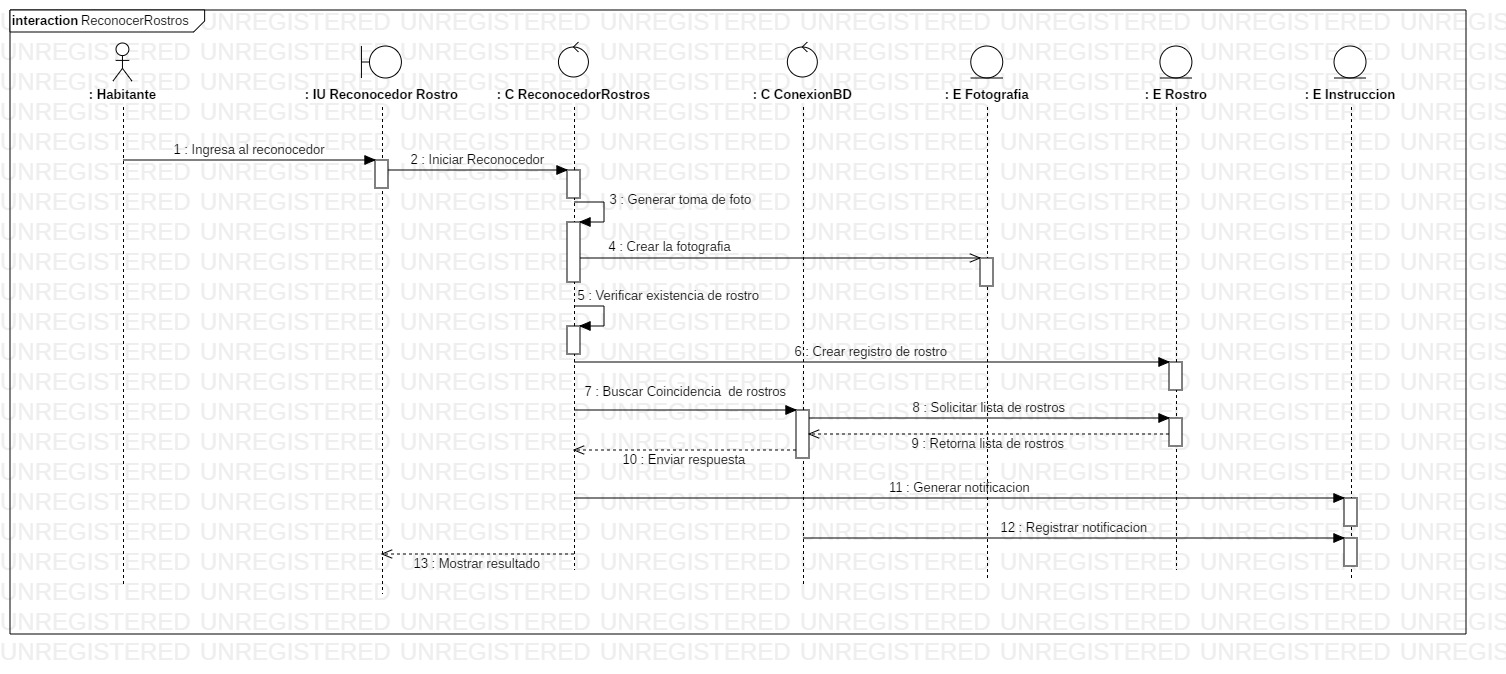 interaction ReconocerRostros
: Habitante
: IU Reconocedor Rostro
: C ReconocedorRostros
: C ConexionBD
: E Fotografia
: E Rostro
: E Instruccion
1 : Ingresa al reconocedor
2 : Iniciar Reconocedor
3 : Generar toma de foto
4 : Crear la fotografia
5 : Verificar existencia de rostro
6 : Crear registro de rostro
7 : Buscar Coincidencia  de rostros
8 : Solicitar lista de rostros
9 : Retorna lista de rostros
10 : Enviar respuesta
11 : Generar notificacion
12 : Registrar notificacion
13 : Mostrar resultado
UNREGISTERED